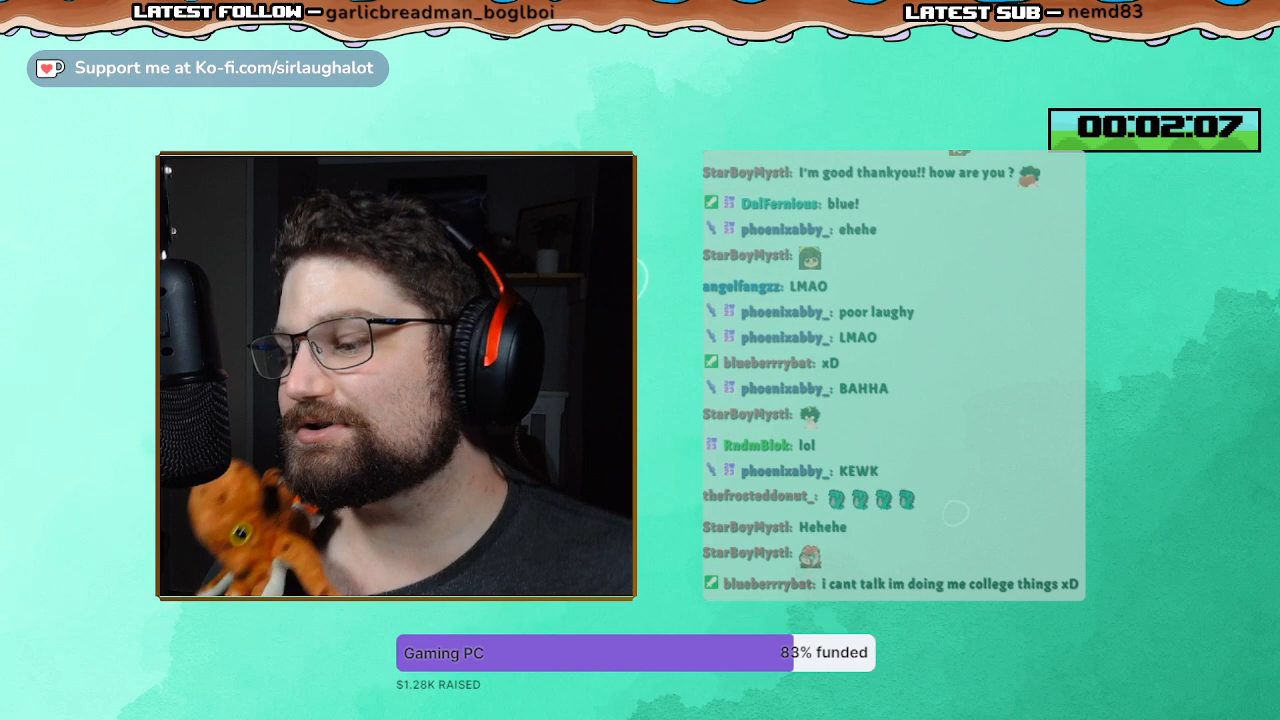 LATEST FOLLOW – garlicbreadman_boglboi
LATEST SUB – nemd83
Support me at Ko-fi.com/sirlaughalot
00:02:07
StarBoyMystl: I'm good thankyou!! how are you ?
DalFernious: blue!
phoenixabby_: ehehe
StarBoyMystl:
angelfangzz: LMAO
phoenixabby_: poor laughy
phoenixabby_: LMAO
blueberrrybat: xD
phoenixabby_: BAHHA
StarBoyMystl:
RndmBlok: lol
phoenixabby_: KEWK
thefrosteddonut_:
StarBoyMystl: Hehehe
StarBoyMystl:
blueberrrybat: i cant talk im doing me college things xD
Gaming PC
83% funded
$1.28K RAISED